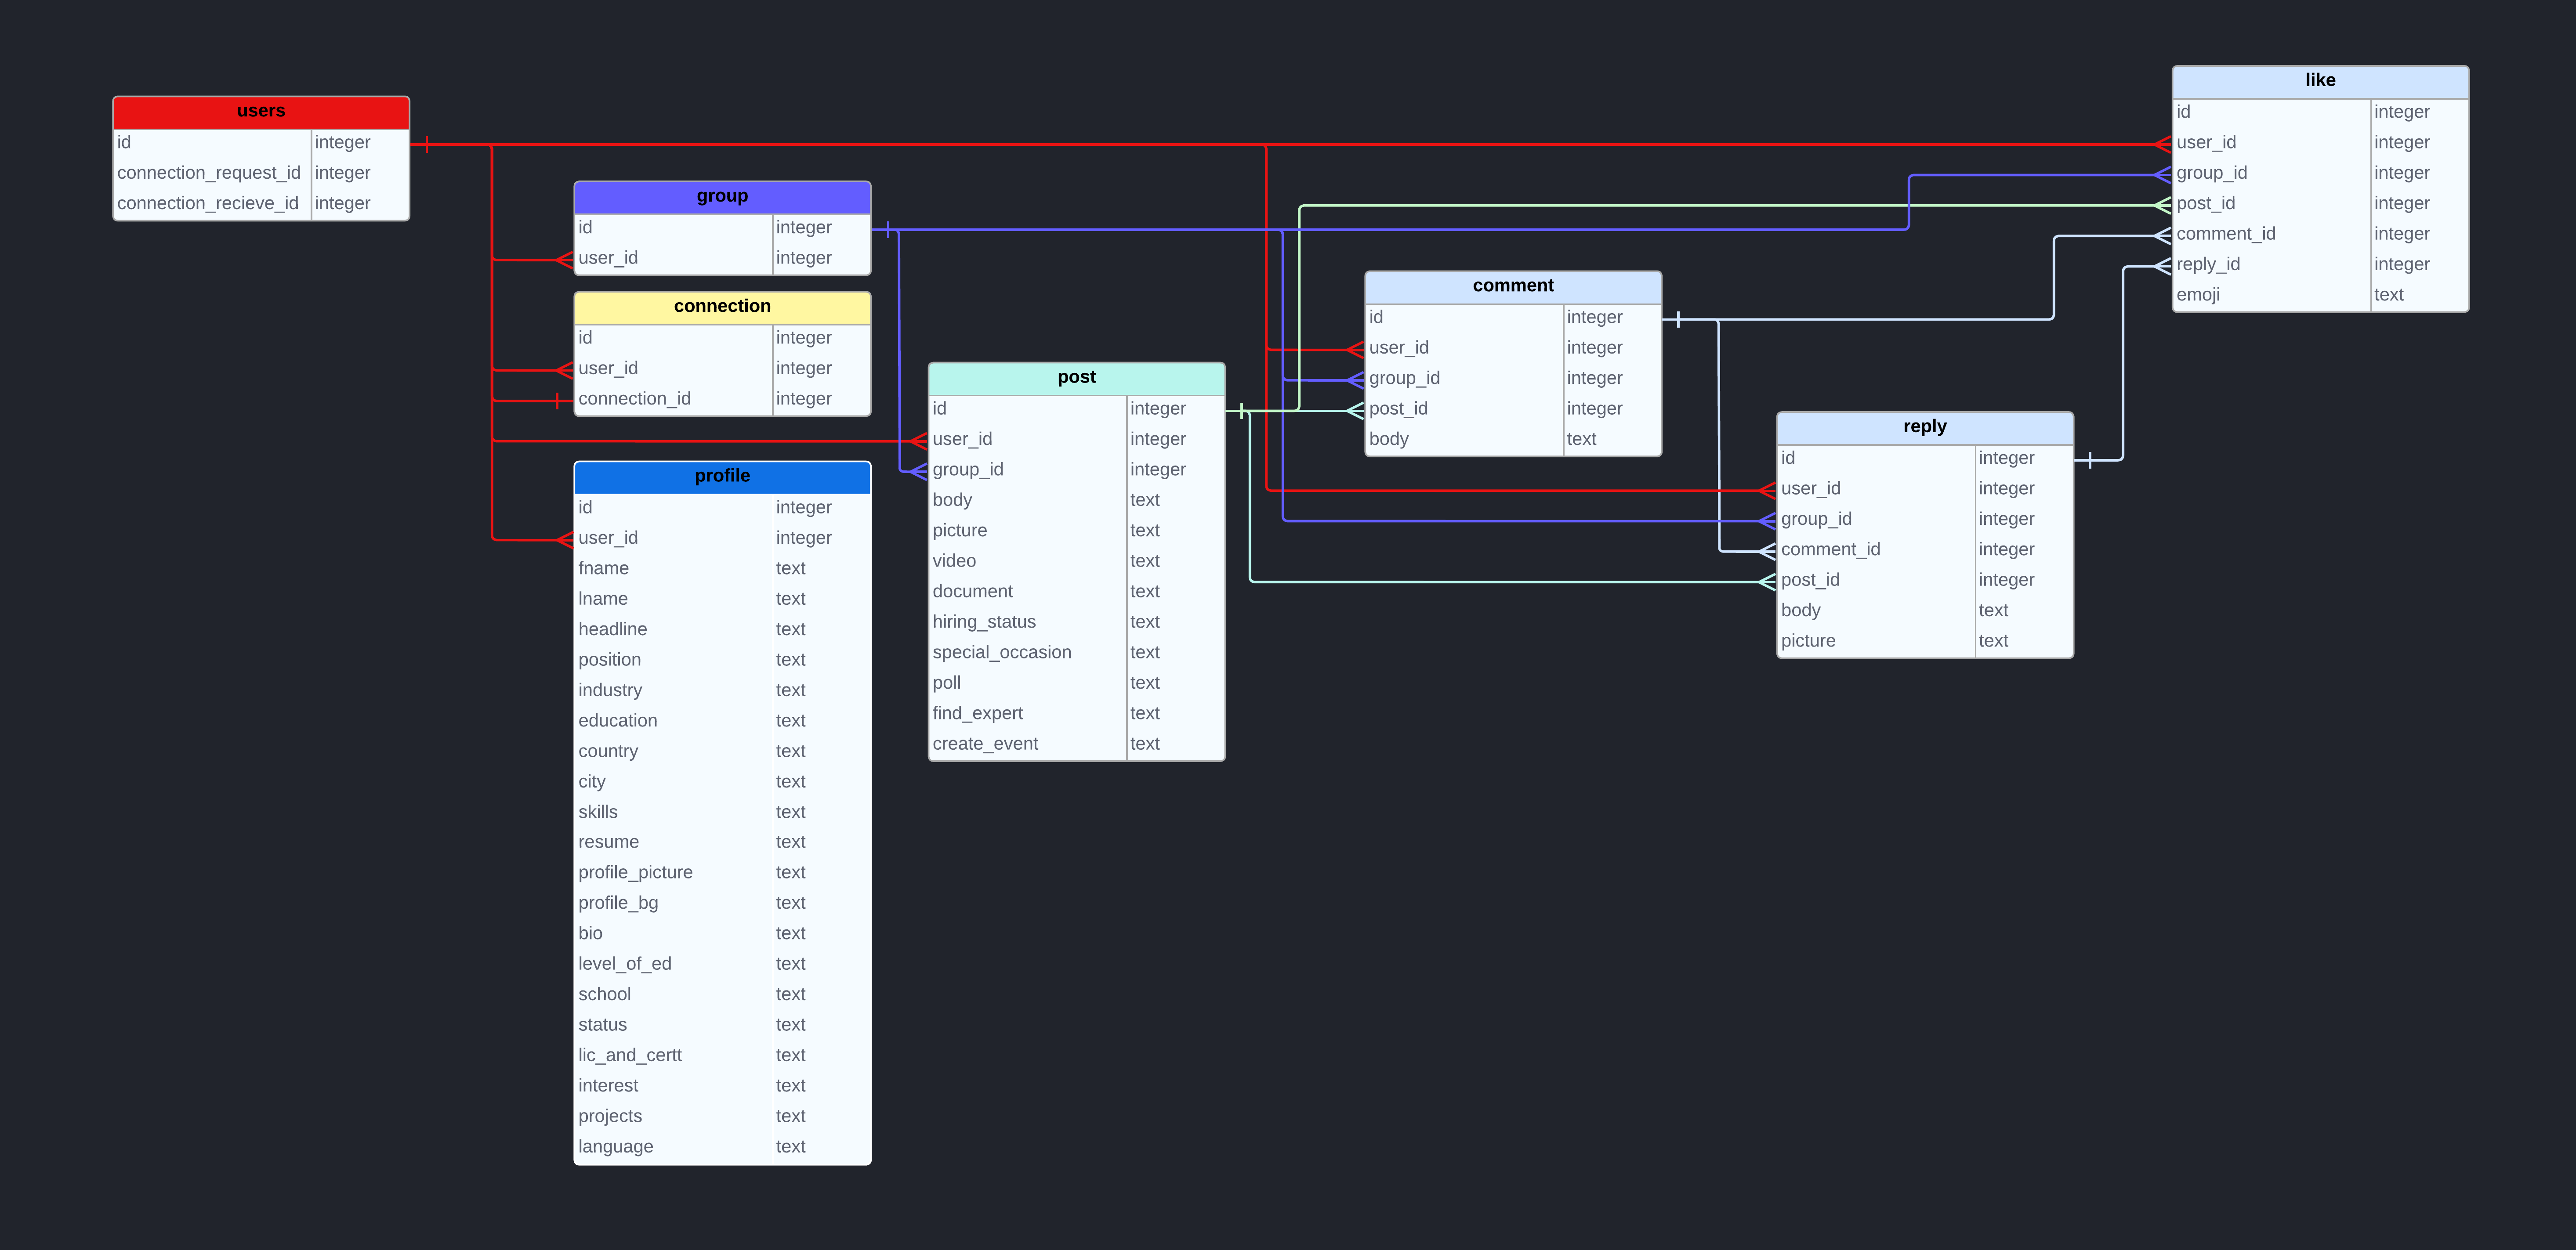 users
id integer
connection_request_id integer
connection_recieve_id integer
group
id integer
user_id integer
connection
id integer
user_id integer
connection_id integer
profile
id integer
user_id integer
fname text
lname text
headline text
position text
industry text
education text
country text
city text
skills text
resume text
profile_picture text
profile_bg text
bio text
level_of_ed text
school text
status text
lic_and_certt text
interest text
projects text
language text
post
id integer
user_id integer
group_id integer
body text
picture text
video text
document text
hiring_status text
special_occasion text
poll text
find_expert text
create_event text
comment
id integer
user_id integer
group_id integer
post_id integer
body text
reply
id integer
user_id integer
group_id integer
comment_id integer
post_id integer
body text
picture text
like
id integer
user_id integer
group_id integer
post_id integer
comment_id integer
reply_id integer
emoji text